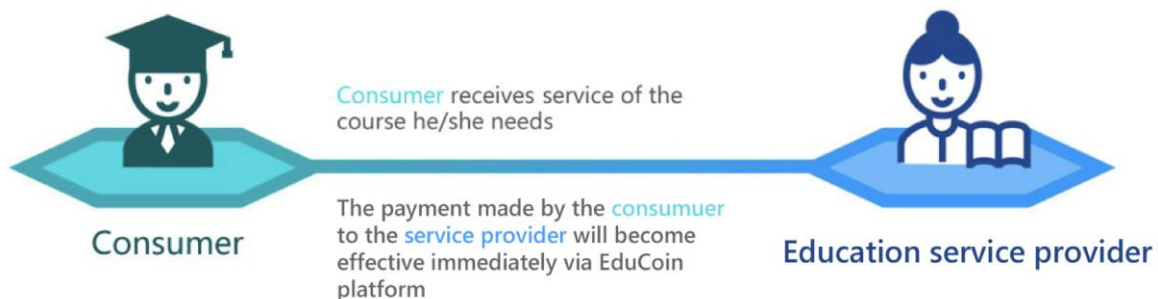 Consumer receives service of the
course he/she needs
The payment made by the consumuer
to the service provider will become
effective immediately via EduCoin
platform
Consumer
Education service provider